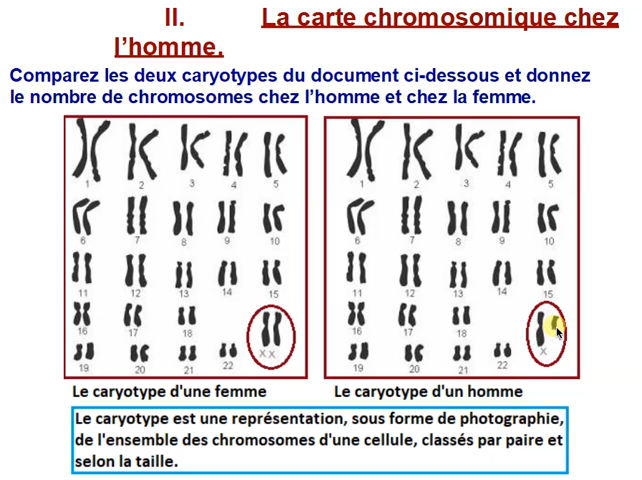 II. La carte chromosomique chez
l’homme.
Comparez les deux caryotypes du document ci-dessous et donnez
le nombre de chromosomes chez l’homme et chez la femme.
1 2 3 4 5
6 7 8 9 10
11 12 13 14 15
16 17 18
19 20 21 22 X X
1 2 3 4 5
6 7 8 9 10
11 12 13 14 15
16 17 18
19 20 21 22 X
Le caryotype d'une femme
Le caryotype d'un homme
Le caryotype est une représentation, sous forme de photographie,
de l'ensemble des chromosomes d'une cellule, classés par paire et
selon la taille.